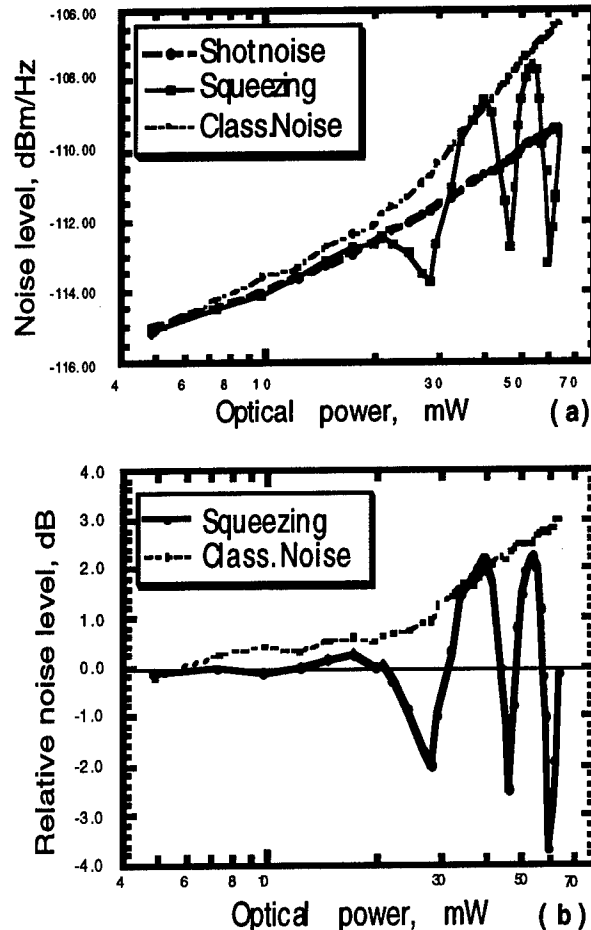 -106.00
Shot noise
Squeezing
Class. Noise
-108.00
-110.00
-112.00
-114.00
-116.00
Noise level, dBm/Hz
4 6 8 10 30 50 70
Optical power, mW (a)
4.0
Squeezing
Class. Noise
3.0
2.0
1.0
0.0
-1.0
-2.0
-3.0
-4.0
Relative noise level, dB
4 6 8 10 30 50 70
Optical power, mW (b)